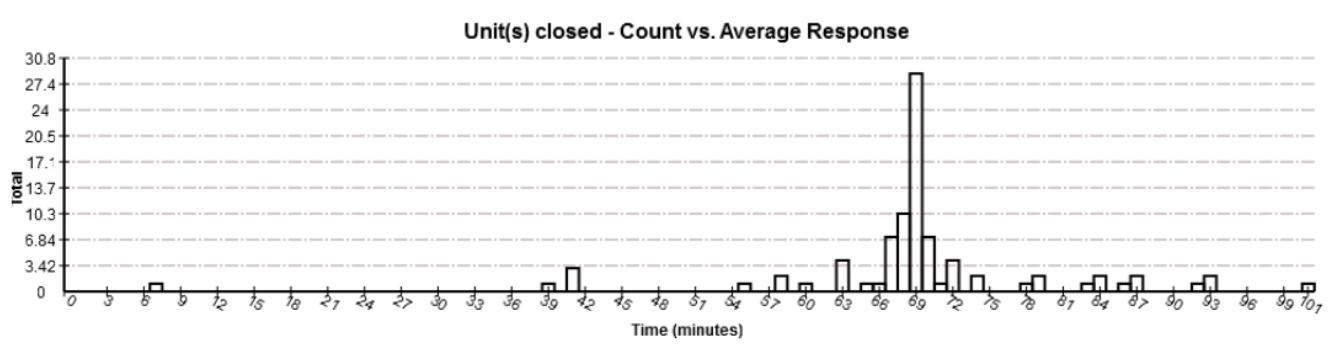 Unit(s) closed - Count vs. Average Response
30.8
27.4
24
20.5
17.1
13.7
10.3
6.84
3.42
0
Total
0 3 6 9 12 15 18 21 24 27 30 33 36 39 42 45 48 51 54 57 60 63 66 69 72 75 78 81 84 87 90 93 96 99 101
Time (minutes)